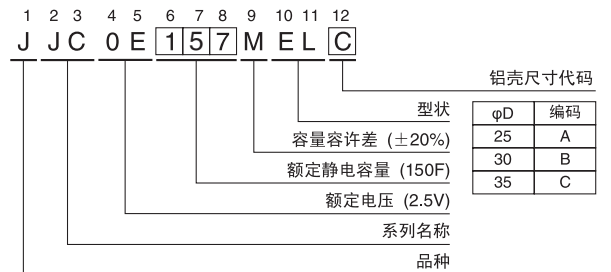 1 2 3 4 5 6 7 8 9 10 11 12
J J C 0 E 1 5 7 M E L C
铝壳尺寸代码
型状
容量容许差 (±20%)
额定静电容量 (150F)
额定电压 (2.5V)
系列名称
品种
φD 编码
25 A
30 B
35 C